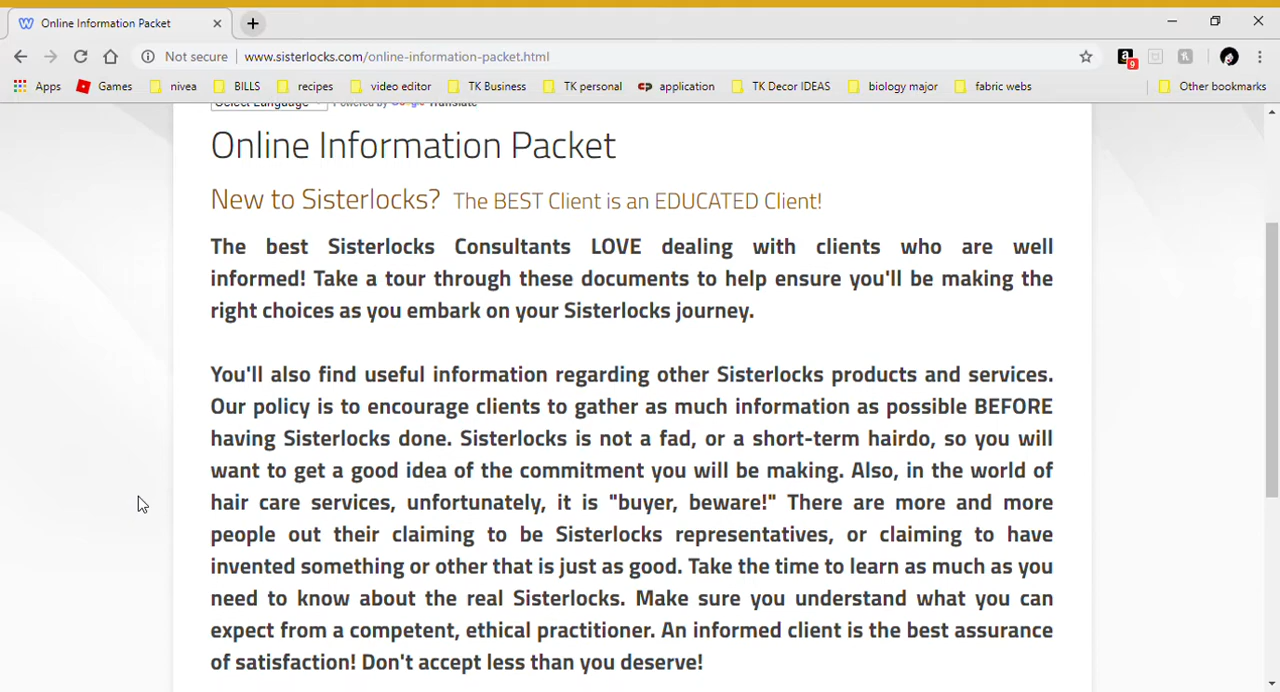 Online Information Packet
Not secure
www.sisterlocks.com/online-information-packet.html
9
Apps Games nivea BILLS recipes video editor TK Business TK personal cp application TK Decor IDEAS biology major fabric webs Other bookmarks
Select Language Powered by Google Translate
Online Information Packet
New to Sisterlocks? The BEST Client is an EDUCATED Client!
The best Sisterlocks Consultants LOVE dealing with clients who are well
informed! Take a tour through these documents to help ensure you'll be making the
right choices as you embark on your Sisterlocks journey.
You'll also find useful information regarding other Sisterlocks products and services.
Our policy is to encourage clients to gather as much information as possible BEFORE
having Sisterlocks done. Sisterlocks is not a fad, or a short-term hairdo, so you will
want to get a good idea of the commitment you will be making. Also, in the world of
hair care services, unfortunately, it is "buyer, beware!" There are more and more
people out their claiming to be Sisterlocks representatives, or claiming to have
invented something or other that is just as good. Take the time to learn as much as you
need to know about the real Sisterlocks. Make sure you understand what you can
expect from a competent, ethical practitioner. An informed client is the best assurance
of satisfaction! Don't accept less than you deserve!